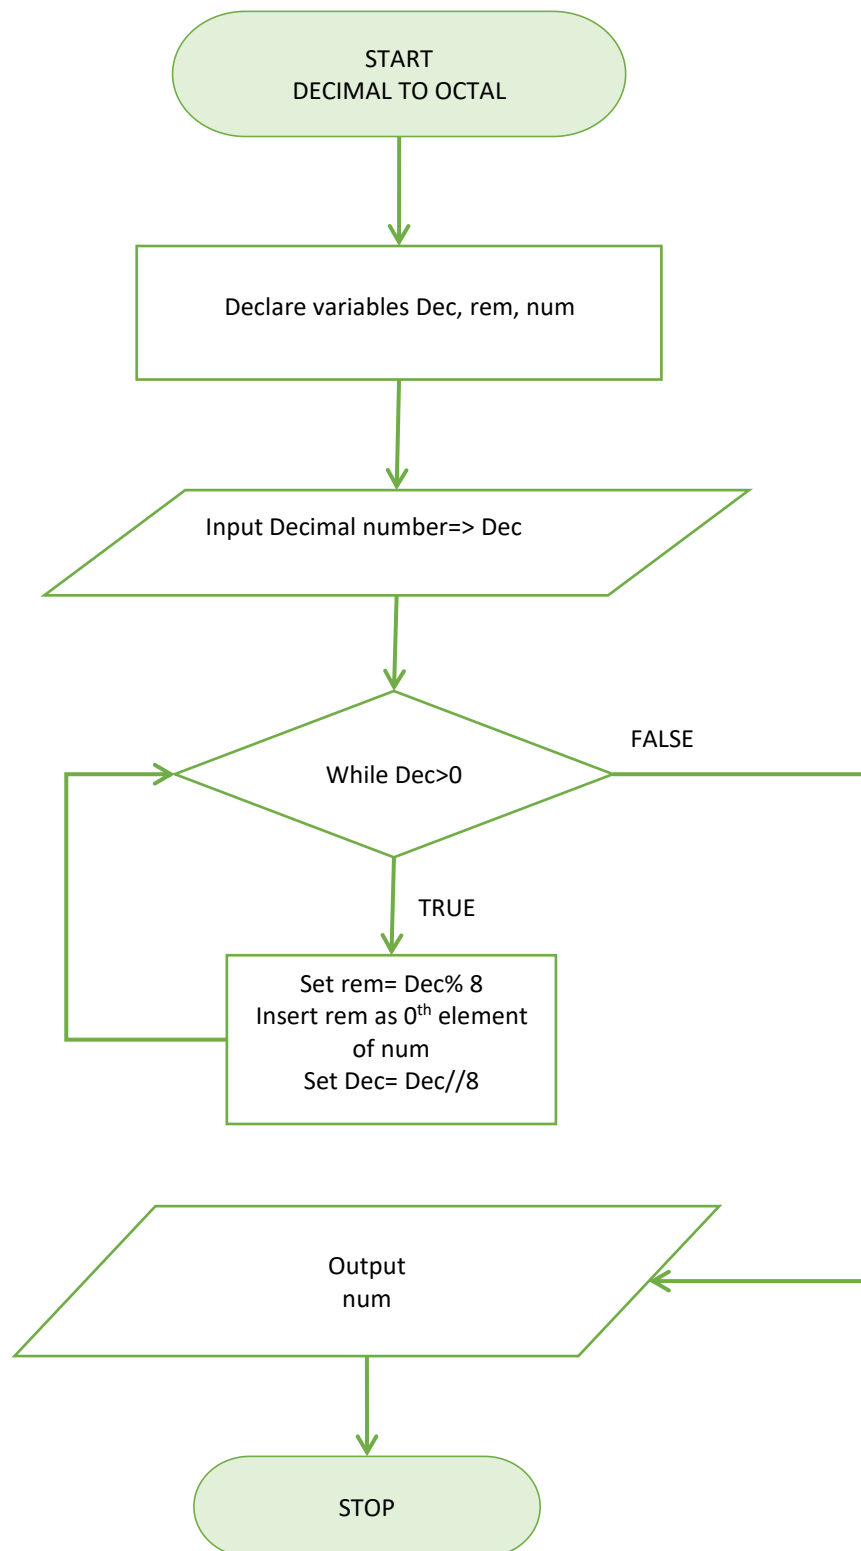 START
DECIMAL TO OCTAL
Declare variables Dec, rem, num
Input Decimal number=> Dec
While Dec>0
FALSE
TRUE
Set rem= Dec% 8
Insert rem as 0th element
of num
Set Dec= Dec//8
Output
num
STOP